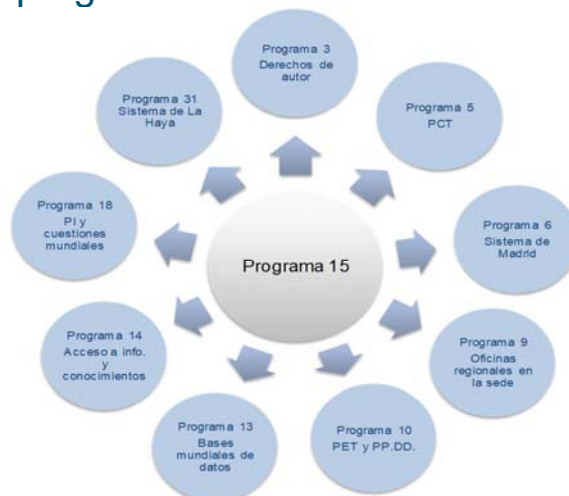 Programa 3
Derechos de
autor
Programa 5
PCT
Programa 6
Sistema de
Madrid
Programa 9
Oficinas
regionales en
la sede
Programa 10
PET y PP.DD.
Programa 13
Bases
mundiales de
datos
Programa 14
Acceso a info.
y
conocimientos
Programa 18
PI y
cuestiones
mundiales
Programa 31
Sistema de La
Haya
Programa 15